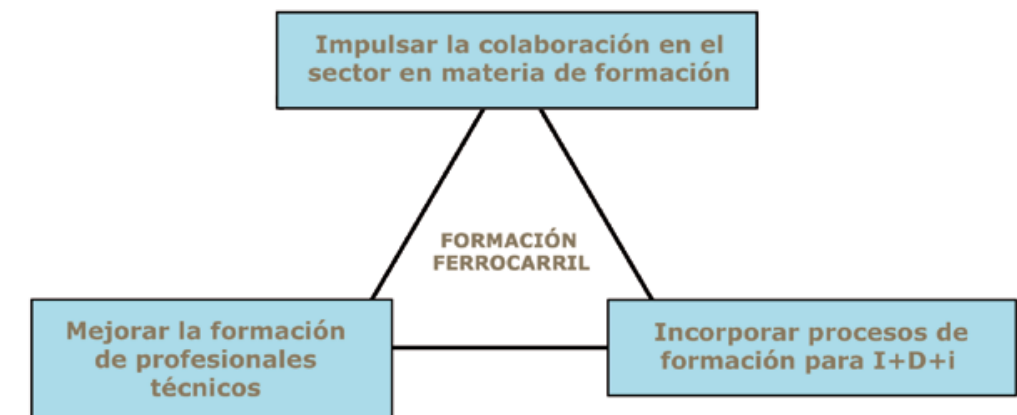 Impulsar la colaboración en el
sector en materia de formación
FORMACIÓN
FERROCARRIL
Mejorar la formación
de profesionales
técnicos
Incorporar procesos de
formación para I+D+i